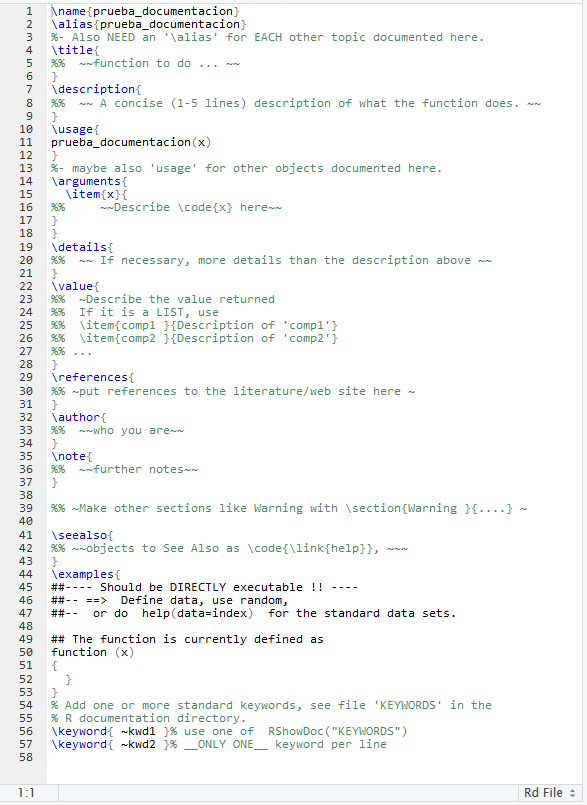 1 \name{prueba_documentacion}
2 \alias{prueba_documentacion}
3 %- Also NEED an '\alias' for EACH other topic documented here.
4 \title{
5 %%  ~~function to do ... ~~
6 }
7 \description{
8 %%  ~~ A concise (1-5 lines) description of what the function does. ~~
9 }
10 \usage{
11 prueba_documentacion(x)
12 }
13 %- maybe also 'usage' for other objects documented here.
14 \arguments{
15   \item{x}{
16 %%     ~~Describe \code{x} here~~
17 }
18 }
19 \details{
20 %%  ~~ If necessary, more details than the description above ~~
21 }
22 \value{
23 %%  ~Describe the value returned
24 %%  If it is a LIST, use
25 %%  \item{comp1 }{Description of 'comp1'}
26 %%  \item{comp2 }{Description of 'comp2'}
27 %% ...
28 }
29 \references{
30 %% ~put references to the literature/web site here ~
31 }
32 \author{
33 %%  ~~who you are~~
34 }
35 \note{
36 %%  ~~further notes~~
37 }
38
39 %% ~Make other sections like Warning with \section{Warning }{....} ~
40
41 \seealso{
42 %% ~~objects to See Also as \code{\link{help}}, ~~~
43 }
44 \examples{
45 ##---- Should be DIRECTLY executable !! ----
46 ##-- ==>  Define data, use random,
47 ##--  or do  help(data=index)  for the standard data sets.
48
49 ## The function is currently defined as
50 function (x)
51 {
52   }
53 }
54 % Add one or more standard keywords, see file 'KEYWORDS' in the
55 % R documentation directory.
56 \keyword{ ~kwd1 }% use one of  RShowDoc("KEYWORDS")
57 \keyword{ ~kwd2 }% __ONLY ONE__ keyword per line
58
1:1 Rd File